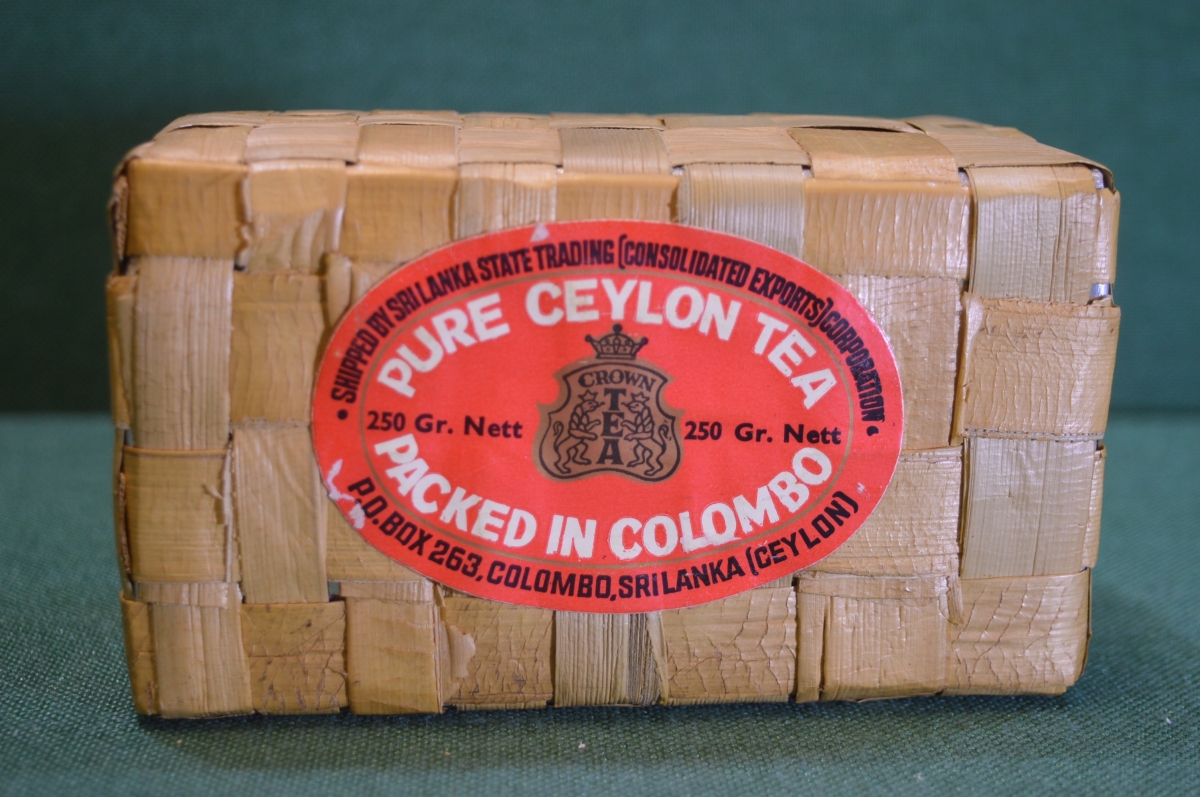 • SHIPPED BY SRI LANKA STATE TRADING (CONSOLIDATED EXPORTS) CORPORATION •
PURE CEYLON TEA
CROWN
TEA
250 Gr. Nett
250 Gr. Nett
PACKED IN COLOMBO
P.O. BOX 263, COLOMBO, SRI LANKA (CEYLON)